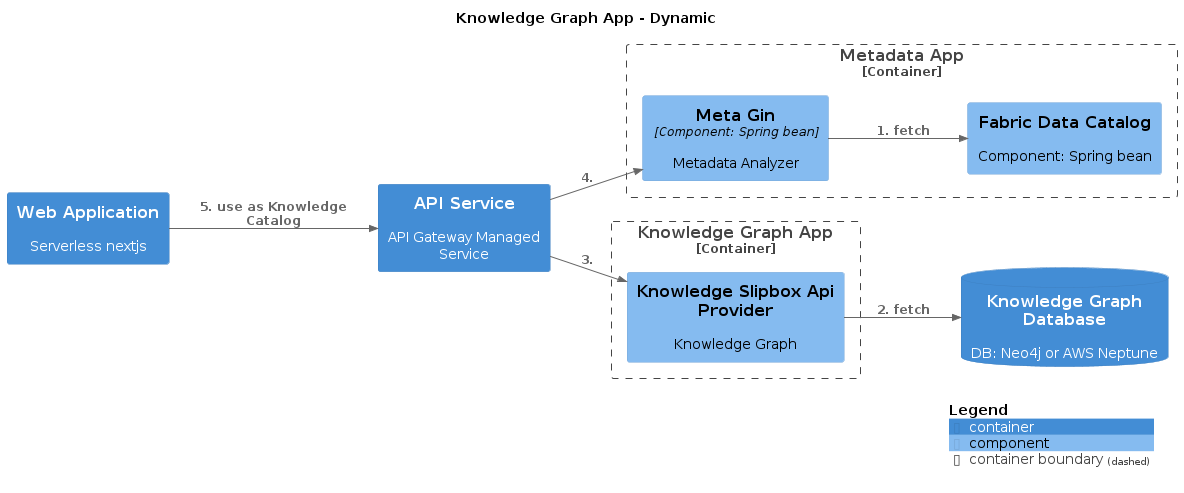 Knowledge Graph App - Dynamic
Metadata App
[Container]
Meta Gin
[Component: Spring bean]
Metadata Analyzer
1. fetch
Fabric Data Catalog
Component: Spring bean
Web Application
Serverless nextjs
5. use as Knowledge
Catalog
API Service
API Gateway Managed
Service
4.
3.
Knowledge Graph App
[Container]
Knowledge Slipbox Api
Provider
Knowledge Graph
2. fetch
Knowledge Graph
Database
DB: Neo4j or AWS Neptune
Legend
container
component
container boundary (dashed)